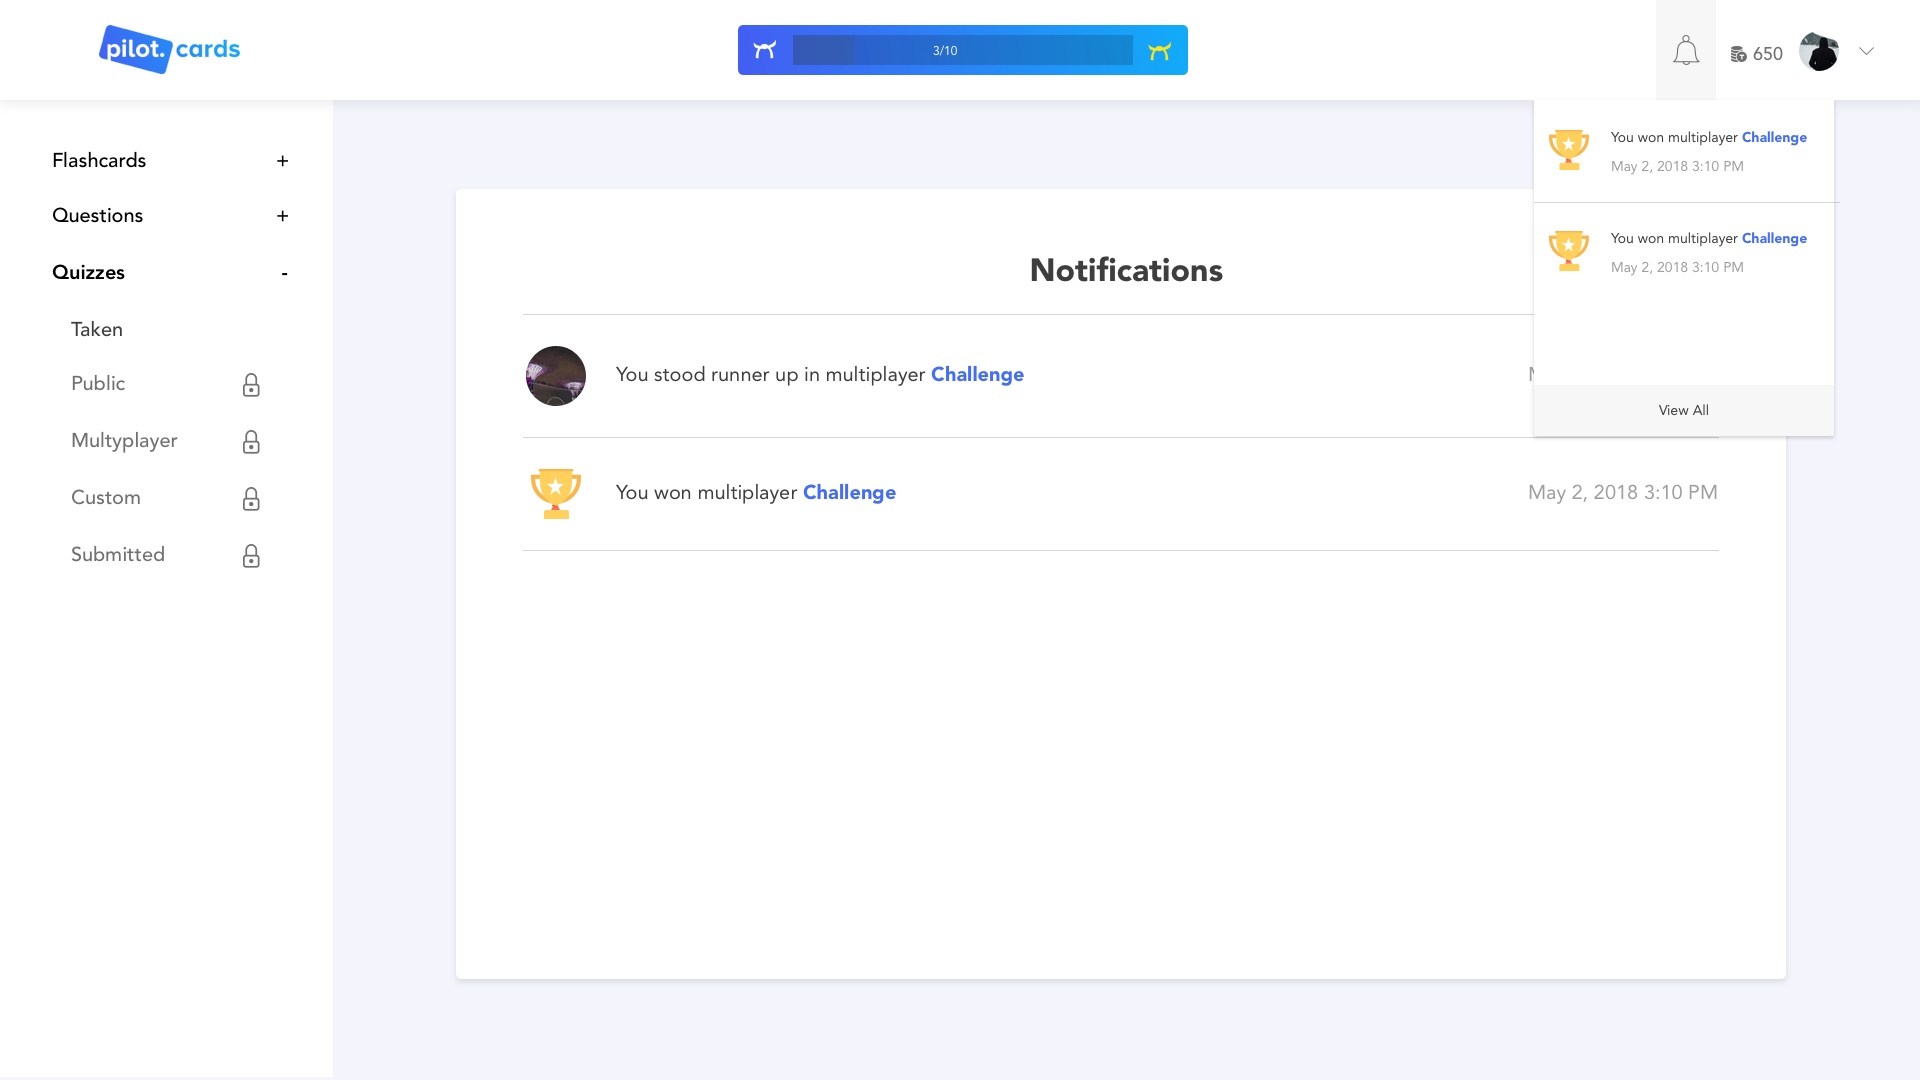 pilot. cards
3/10
650
Flashcards +
Questions +
Quizzes -
Taken
Public
Multyplayer
Custom
Submitted
You won multiplayer Challenge
May 2, 2018 3:10 PM
You won multiplayer Challenge
May 2, 2018 3:10 PM
View All
Notifications
You stood runner up in multiplayer Challenge
You won multiplayer Challenge
May 2, 2018 3:10 PM